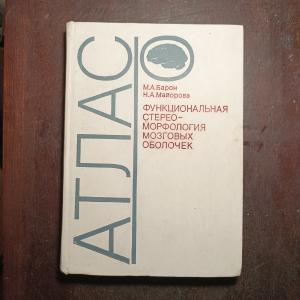 АТЛАС
М.А.Барон
Н.А.Майорова
ФУНКЦИОНАЛЬНАЯ
СТЕРЕО-
МОРФОЛОГИЯ
МОЗГОВЫХ
ОБОЛОЧЕК